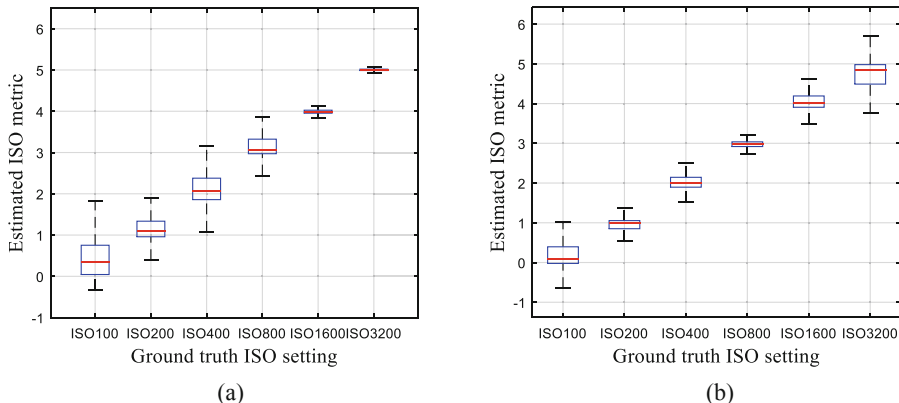 Estimated ISO metric
6
5
4
3
2
1
0
-1
ISO100 ISO200 ISO400 ISO800 ISO1600 ISO3200
Ground truth ISO setting
(a)
Estimated ISO metric
6
5
4
3
2
1
0
-1
ISO100 ISO200 ISO400 ISO800 ISO1600 ISO3200
Ground truth ISO setting
(b)